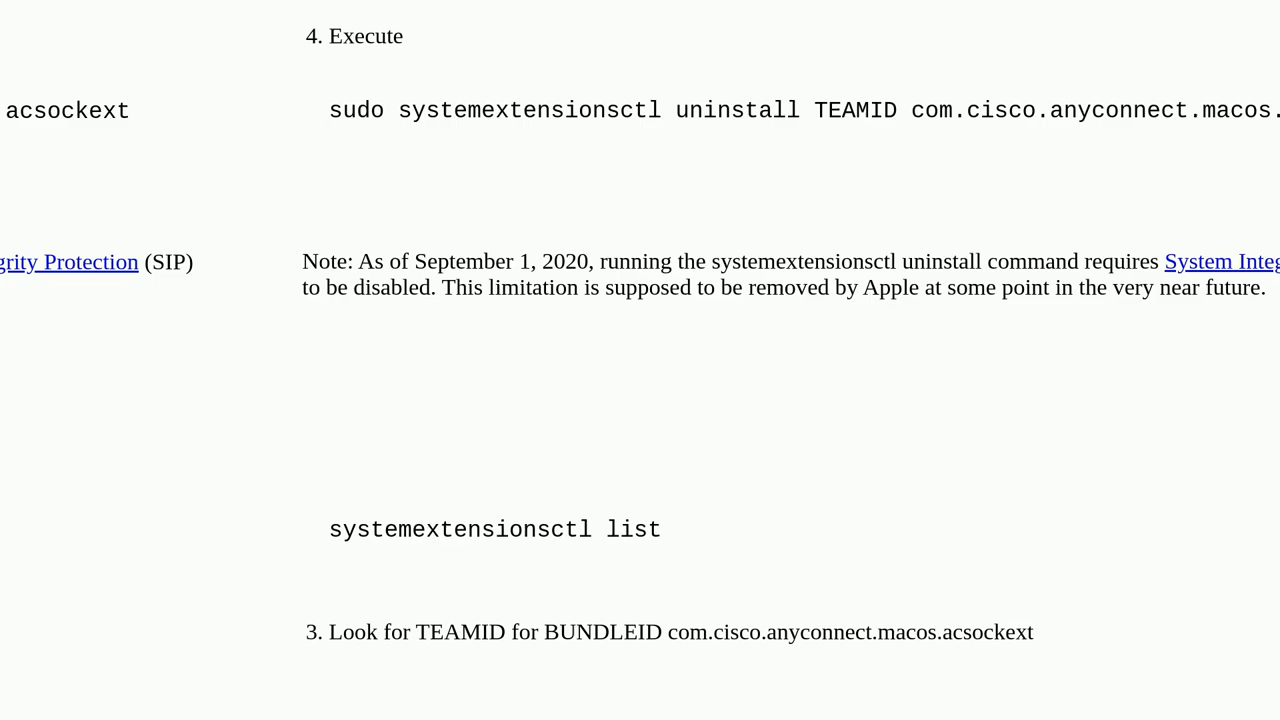 4. Execute
acsockext
sudo systemextensionsctl uninstall TEAMID com.cisco.anyconnect.macos.
grity Protection (SIP)
Note: As of September 1, 2020, running the systemextensionsctl uninstall command requires System Integ
to be disabled. This limitation is supposed to be removed by Apple at some point in the very near future.
systemextensionsctl list
3. Look for TEAMID for BUNDLEID com.cisco.anyconnect.macos.acsockext